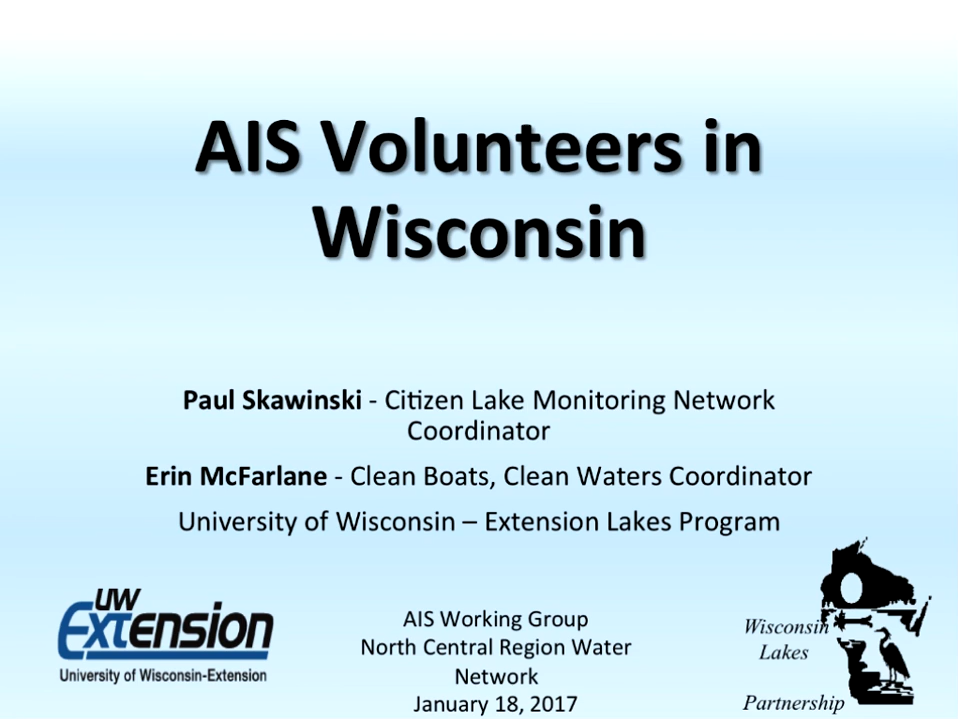 AIS Volunteers in
Wisconsin
Paul Skawinski - Citizen Lake Monitoring Network
Coordinator
Erin McFarlane - Clean Boats, Clean Waters Coordinator
University of Wisconsin – Extension Lakes Program
UW
Extension
University of Wisconsin-Extension
AIS Working Group
North Central Region Water
Network
January 18, 2017
Wisconsin
Lakes
Partnership